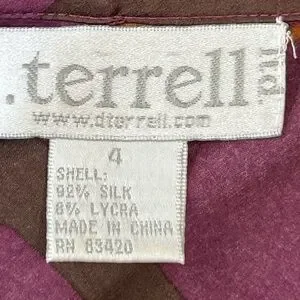 .terrell ltd.
www.dterrell.com
4
SHELL:
92% SILK
8% LYCRA
MADE IN CHINA
RN 83420